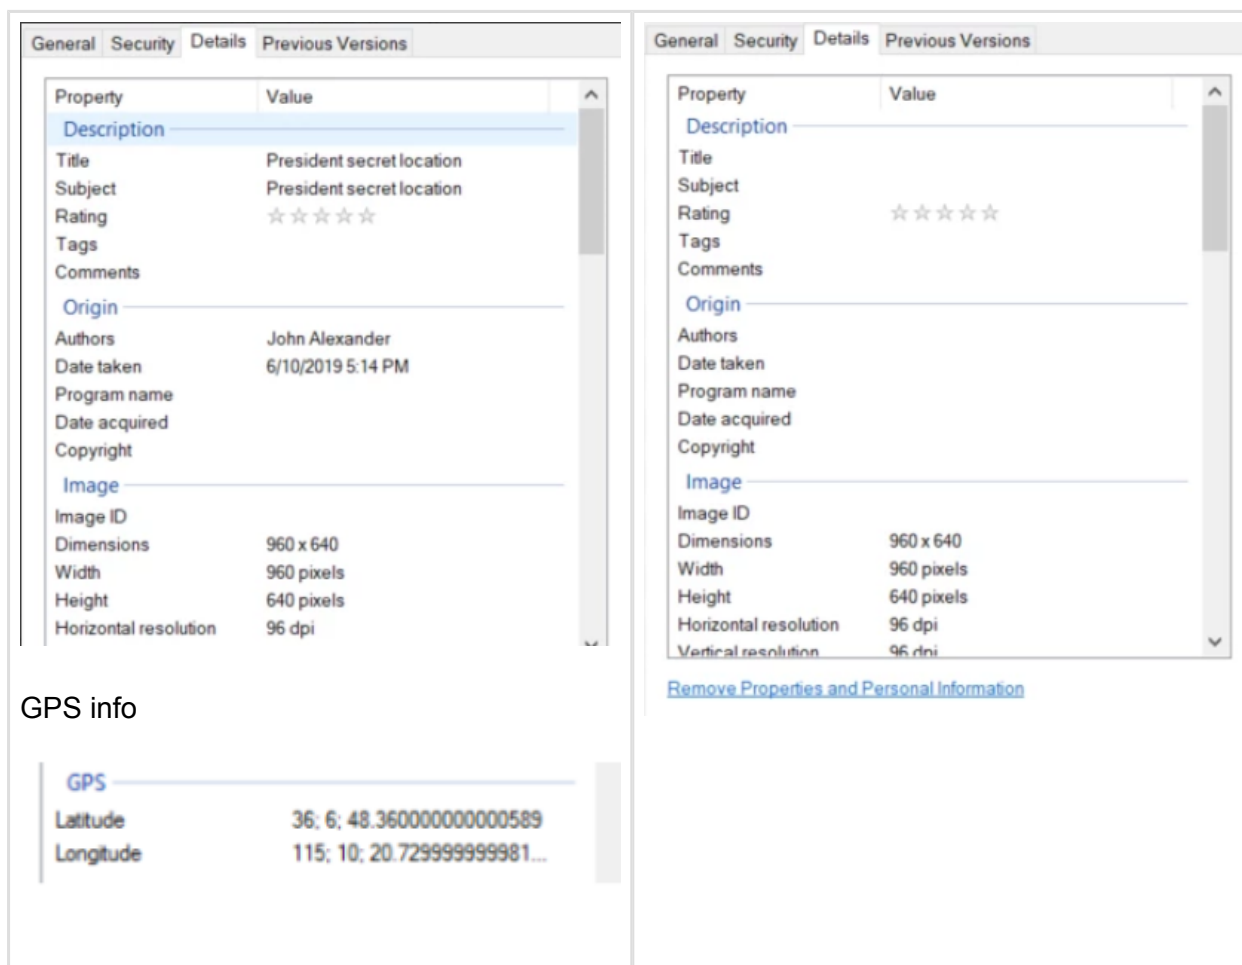 General Security Details Previous Versions
Property Value
Description
Title President secret location
Subject President secret location
Rating ☆☆☆☆☆
Tags
Comments
Origin
Authors John Alexander
Date taken 6/10/2019 5:14 PM
Program name
Date acquired
Copyright
Image
Image ID
Dimensions 960 x 640
Width 960 pixels
Height 640 pixels
Horizontal resolution 96 dpi
GPS info
GPS
Latitude 36; 6; 48.360000000000589
Longitude 115; 10; 20.729999999981...
General Security Details Previous Versions
Property Value
Description
Title
Subject
Rating ☆☆☆☆☆
Tags
Comments
Origin
Authors
Date taken
Program name
Date acquired
Copyright
Image
Image ID
Dimensions 960 x 640
Width 960 pixels
Height 640 pixels
Horizontal resolution 96 dpi
Vertical resolution 96 dpi
Remove Properties and Personal Information